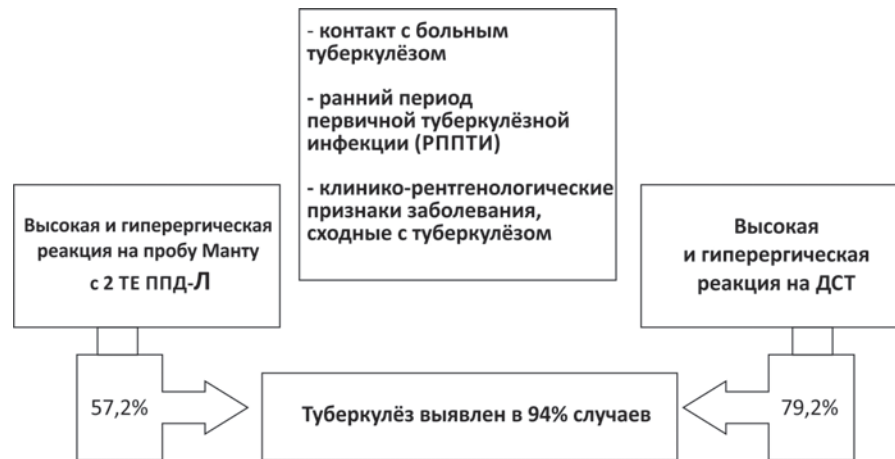 - контакт с больным
туберкулёзом
- ранний период
первичной туберкулёзной
инфекции (РППТИ)
- клинико-рентгенологические
признаки заболевания,
сходные с туберкулёзом
Высокая и гиперергическая
реакция на пробу Манту
с 2 ТЕ ППД-Л
Высокая
и гиперергическая
реакция на ДСТ
57,2%
Туберкулёз выявлен в 94% случаев
79,2%